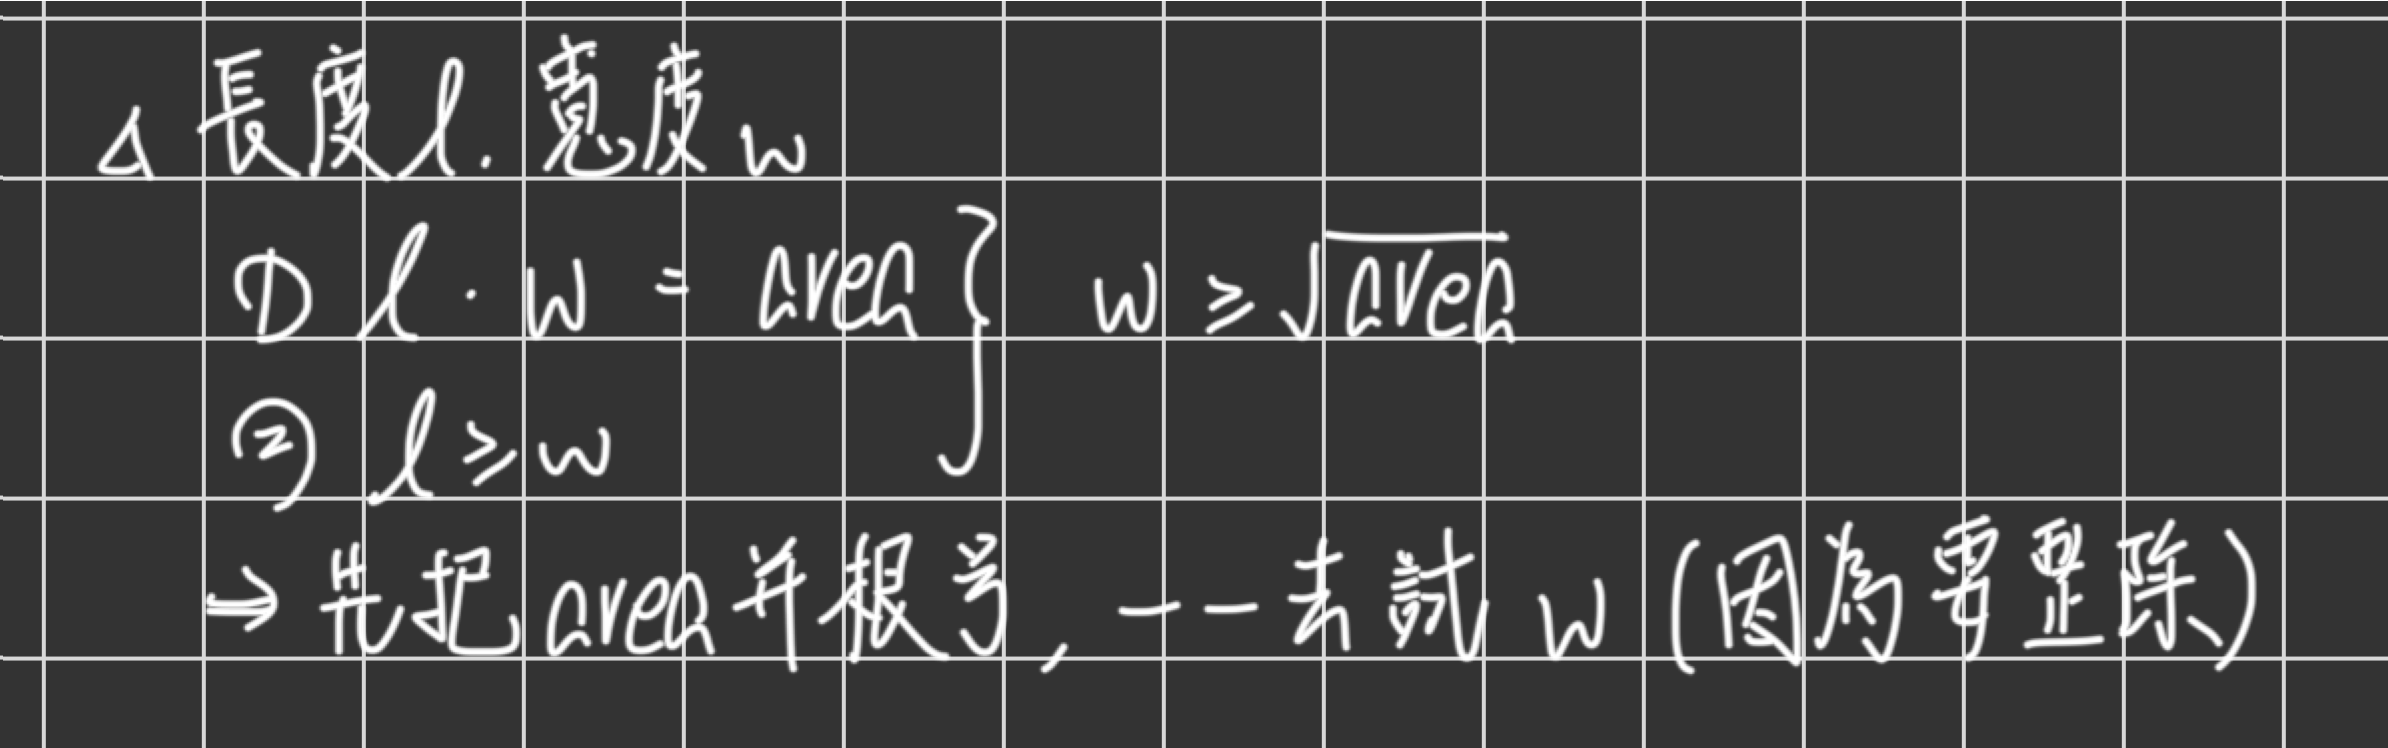 △ 長度 l. 寬度 w
① l · w = area } w ≥ √area
② l ≥ w
⇒ 先把 area 开根号, 一一去試 w (因為要整除)